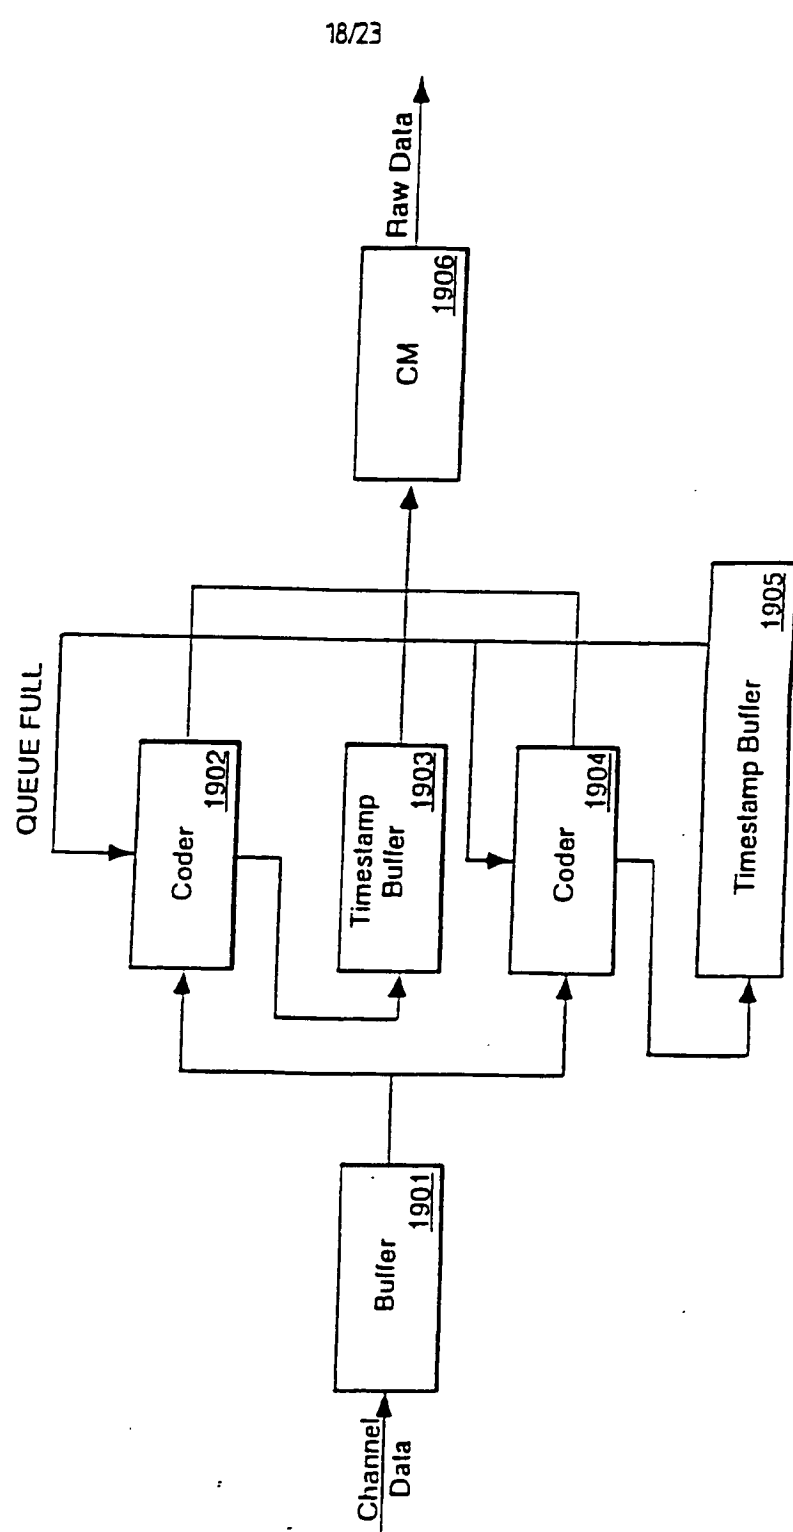 18/23
Channel
Data
Buffer
1901
QUEUE FULL
Coder
1902
Timestamp
Buffer
1903
Coder
1904
Timestamp Buffer
1905
CM
1906
Raw Data